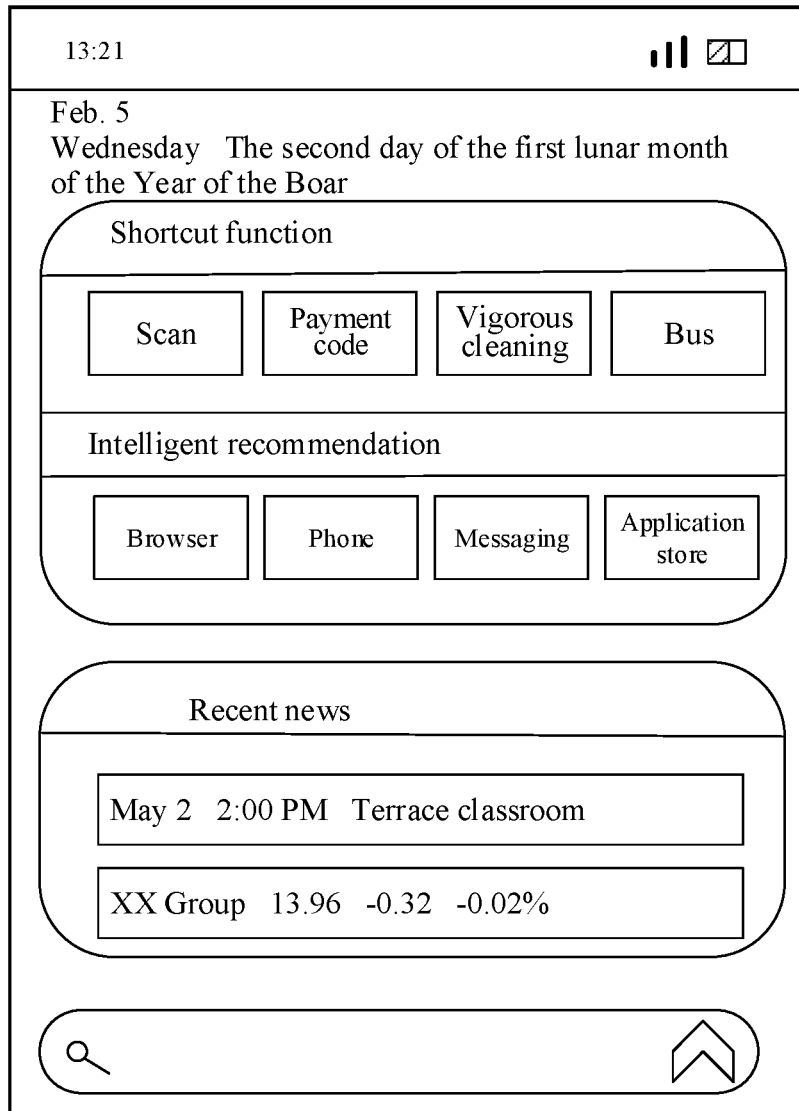 13:21
Feb. 5
Wednesday The second day of the first lunar month
of the Year of the Boar
Shortcut function
Scan
Payment
code
Vigorous
cleaning
Bus
Intelligent recommendation
Browser
Phone
Messaging
Application
store
Recent news
May 2 2:00 PM Terrace classroom
XX Group 13.96 -0.32 -0.02%